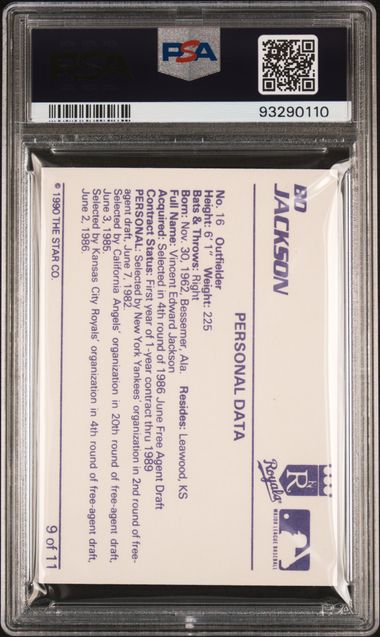 PSA
PSA
93290110
BO
JACKSON
Royals
MAJOR LEAGUE BASEBALL
PERSONAL DATA
No. 16 Outfielder
Height: 6'1" Weight: 225
Bats & throws: Right
Born: Nov. 30, 1962, Bessemer, Ala. Resides: Leawood, KS
Full Name: Vincent Edward Jackson
Acquired: Selected in 4th round of 1986 June Free Agent Draft
Contract Status: First year of 1-year contract thru 1989
PERSONAL: Selected by New York Yankees' organization in 2nd round of free-
agent draft, June 7, 1982.
Selected by California Angels' organization in 20th round of free-agent draft,
June 3, 1985.
Selected by Kansas City Royals' organization in 4th round of free-agent draft,
June 2, 1986.
© 1990 THE STAR CO.
9 of 11